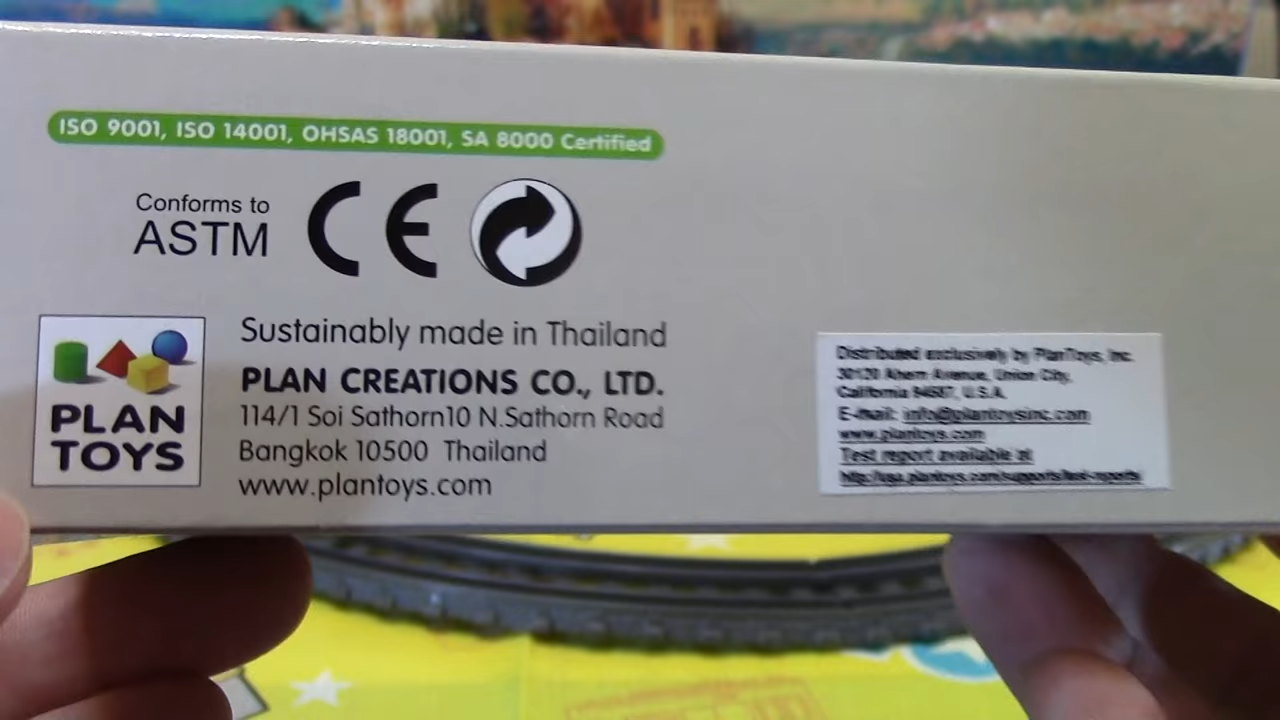 ISO 9001, ISO 14001, OHSAS 18001, SA 8000 Certified
Conforms to
ASTM
CE
PLAN
TOYS
Sustainably made in Thailand
PLAN CREATIONS CO., LTD.
114/1 Soi Sathorn10 N.Sathorn Road
Bangkok 10500 Thailand
www.plantoys.com
Distributed exclusively by PlanToys, Inc.
30120 Ahern Avenue, Union City,
California 94587, U.S.A.
E-mail: info@plantoysinc.com
www.plantoys.com
Test report available at
http://usa.plantoys.com/supports/test-reports/